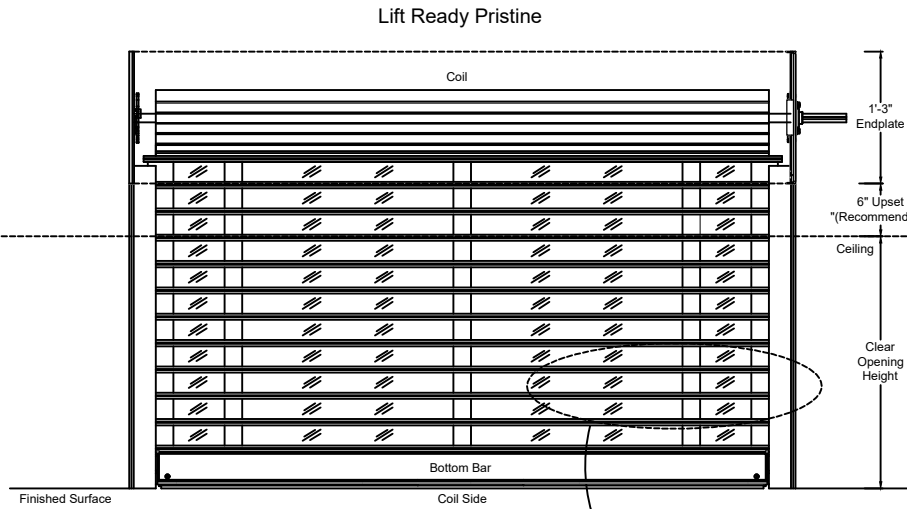 Lift Ready Pristine
Coil
1'-3"
Endplate
6" Upset
"(Recommend
Ceiling
Clear
Opening
Height
Bottom Bar
Finished Surface
Coil Side